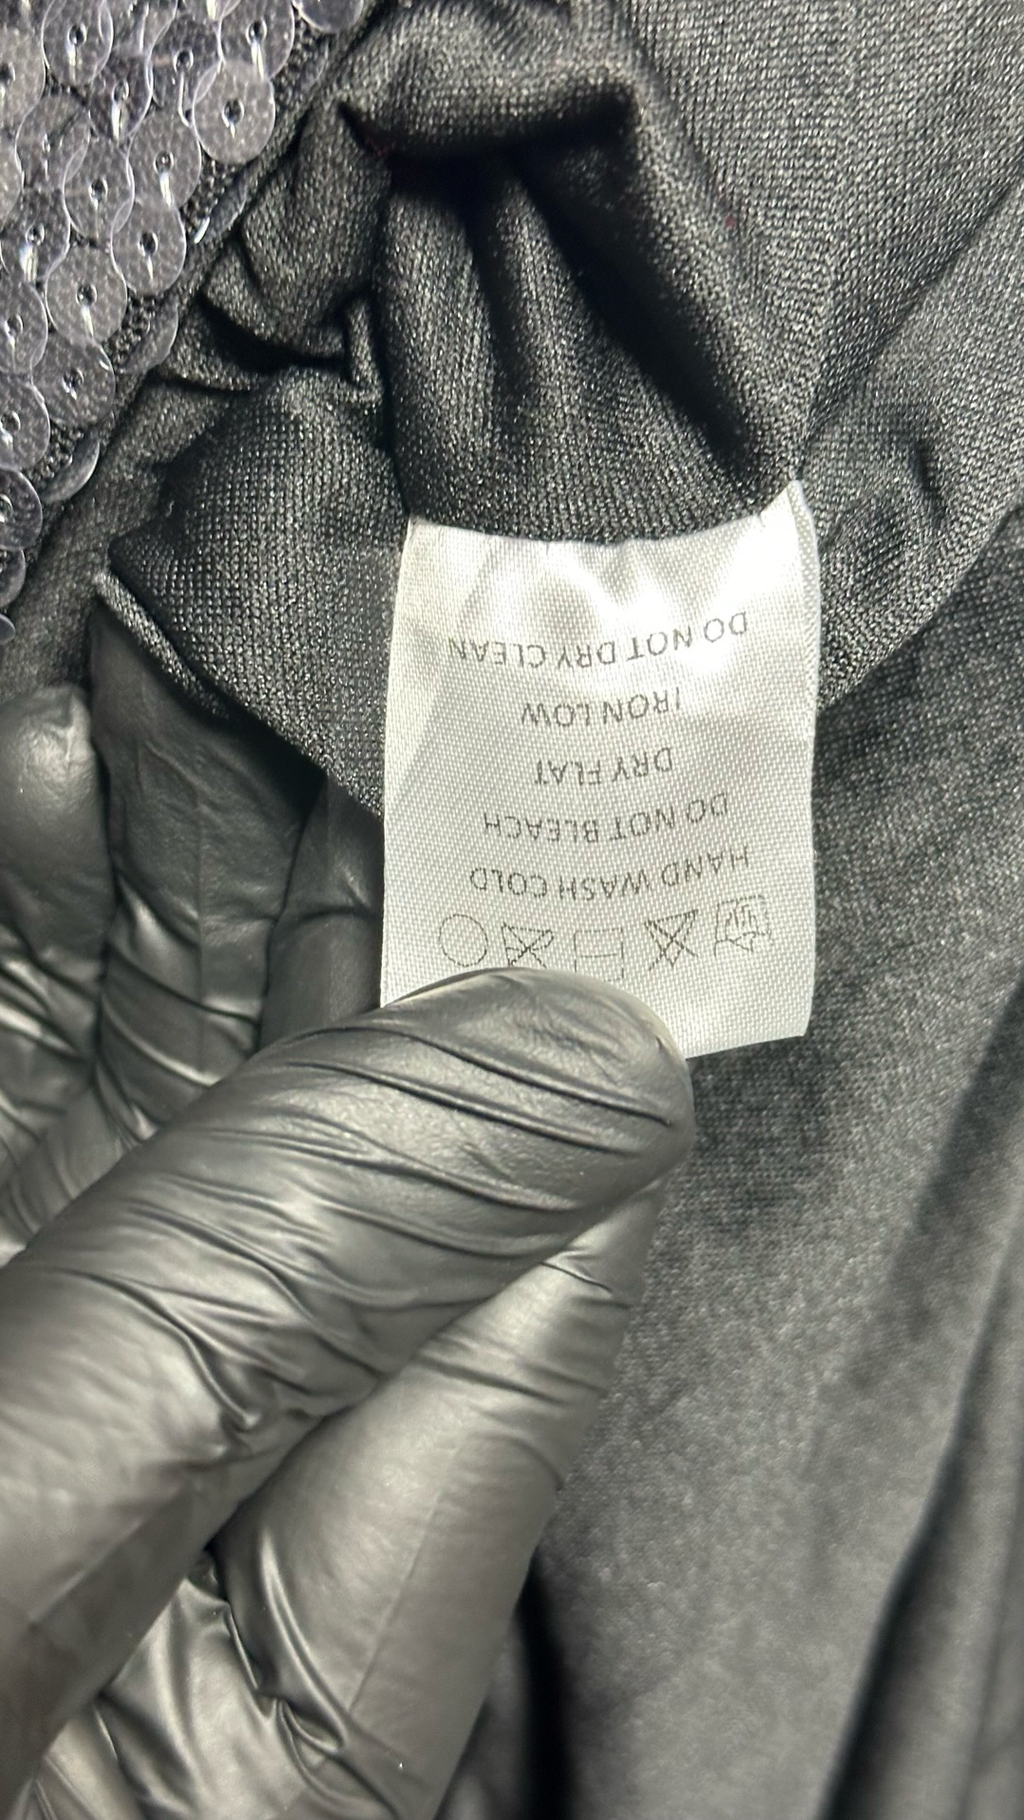 HAND WASH COLD
DO NOT BLEACH
DRY FLAT
IRON LOW
DO NOT DRY CLEAN